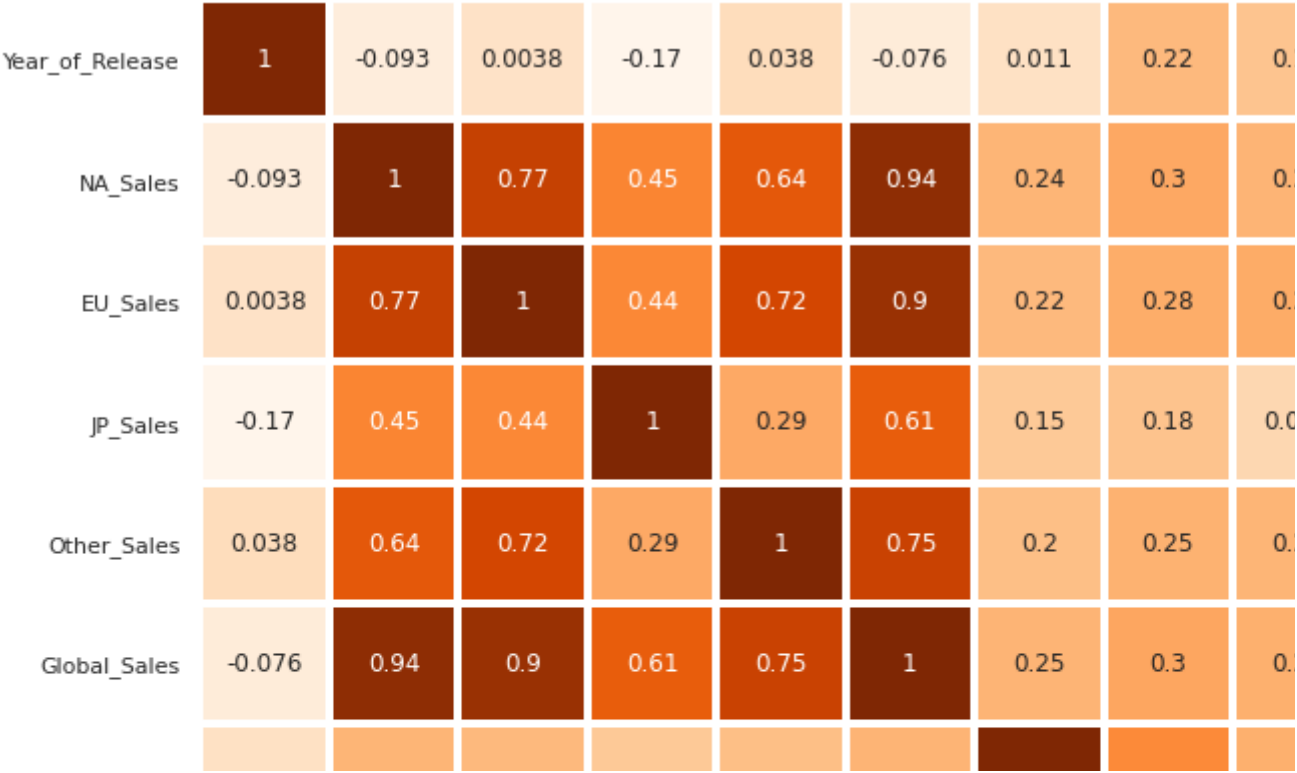 Year_of_Release 1 -0.093 0.0038 -0.17 0.038 -0.076 0.011 0.22
NA_Sales -0.093 1 0.77 0.45 0.64 0.94 0.24 0.3
EU_Sales 0.0038 0.77 1 0.44 0.72 0.9 0.22 0.28
JP_Sales -0.17 0.45 0.44 1 0.29 0.61 0.15 0.18
Other_Sales 0.038 0.64 0.72 0.29 1 0.75 0.2 0.25
Global_Sales -0.076 0.94 0.9 0.61 0.75 1 0.25 0.3